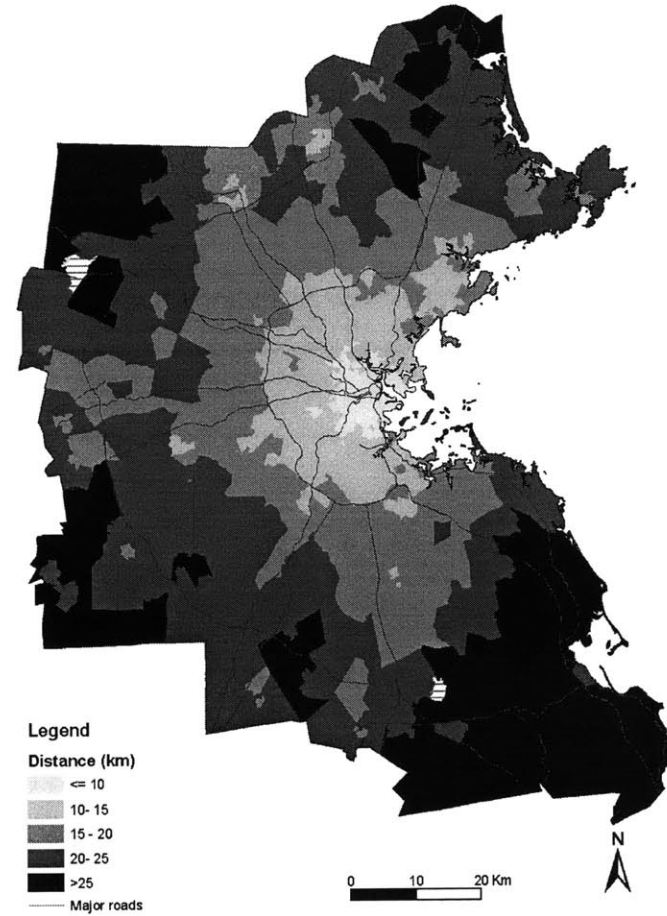 Legend
Distance (km)
<= 10
10- 15
15 - 20
20- 25
>25
Major roads
N
0 10 20 Km